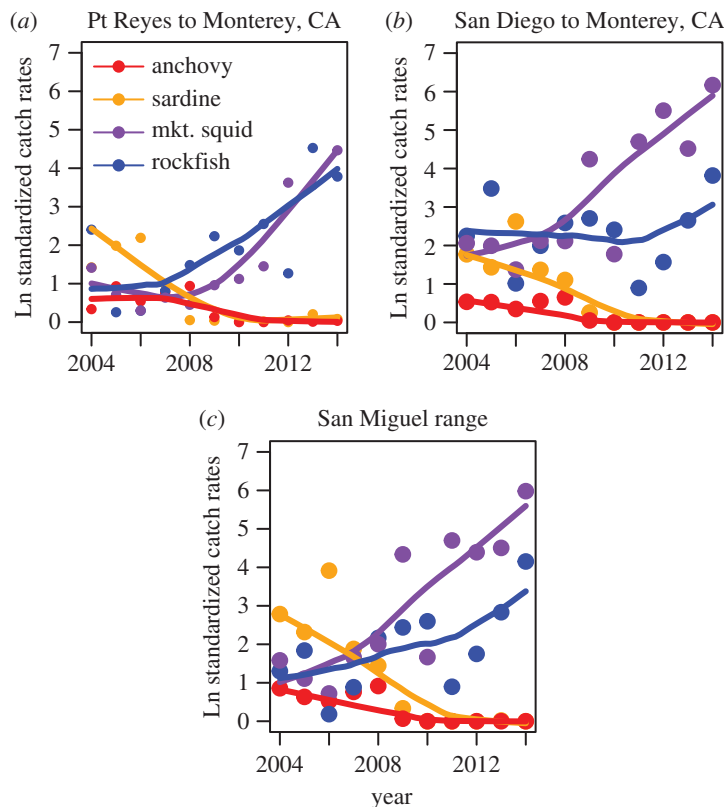 (a) Pt Reyes to Monterey, CA
Ln standardized catch rates
7
6
5
4
3
2
1
0
anchovy
sardine
mkt. squid
rockfish
2004 2008 2012
(b) San Diego to Monterey, CA
Ln standardized catch rates
7
6
5
4
3
2
1
0
2004 2008 2012
(c) San Miguel range
Ln standardized catch rates
7
6
5
4
3
2
1
0
2004 2008 2012
year